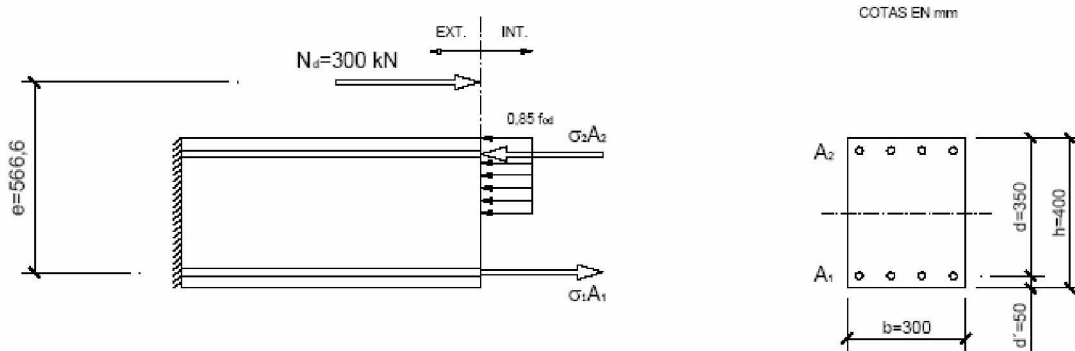 COTAS EN mm
EXT. INT.
Nd=300 kN
0,85 fcd
σ2A2
e=566,6
σ1A1
A2
A1
d=350
h=400
d´=50
b=300